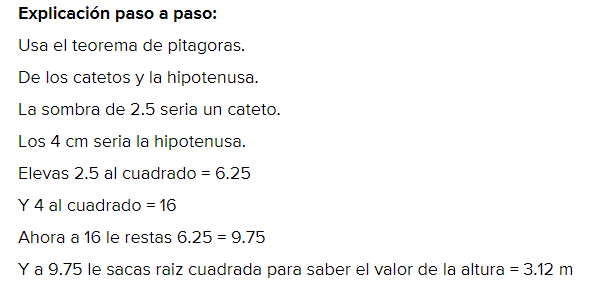 Explicación paso a paso:
Usa el teorema de pitagoras.
De los catetos y la hipotenusa.
La sombra de 2.5 seria un cateto.
Los 4 cm seria la hipotenusa.
Elevas 2.5 al cuadrado = 6.25
Y 4 al cuadrado = 16
Ahora a 16 le restas 6.25 = 9.75
Y a 9.75 le sacas raiz cuadrada para saber el valor de la altura = 3.12 m